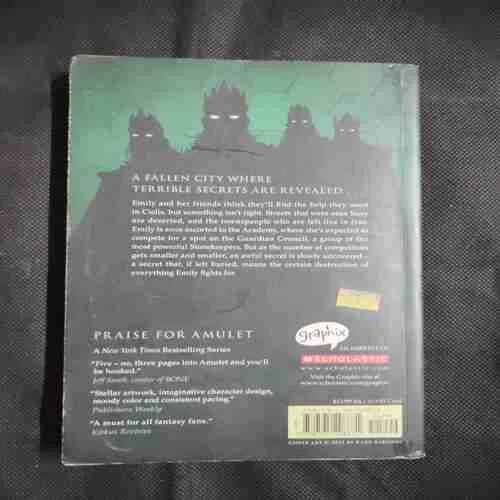 A FALLEN CITY WHERE
TERRIBLE SECRETS ARE REVEALED
Emily and her friends think they'll find the help they need
in Cielis, but something isn't right. Streets that were once busy
are deserted, and the townspeople who are left live in fear.
Emily is soon escorted to the Academy, where she's expected to
compete for a spot on the Guardian Council, a group of the
most powerful Stonekeepers. But as the number of competitors
gets smaller and smaller, an awful secret is slowly uncovered –
a secret that, if left buried, means the certain destruction of
everything Emily fights for.
PRAISE FOR AMULET
A New York Times Bestselling Series
"Five – no, three pages into Amulet and you'll
be hooked."
Jeff Smith, creator of BONE
"Stellar artwork, imaginative character design,
moody color and consistent pacing."
Publishers Weekly
"A must for all fantasy fans."
Kirkus Reviews
graphix
AN IMPRINT OF
SCHOLASTIC
www.scholastic.com
Visit the Graphix site at
www.scholastic.com/graphix
COVER ART © 2011 BY KAZU KIBUISHI